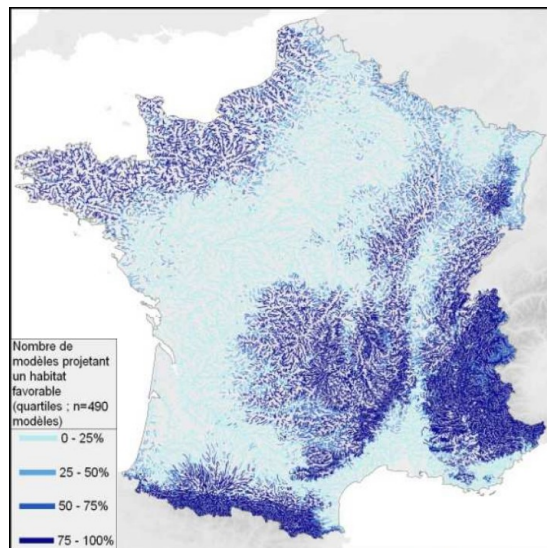 Nombre de
modèles projetant
un habitat
favorable
(quartiles ; n=490
modèles)
0 - 25%
25 - 50%
50 - 75%
75 - 100%